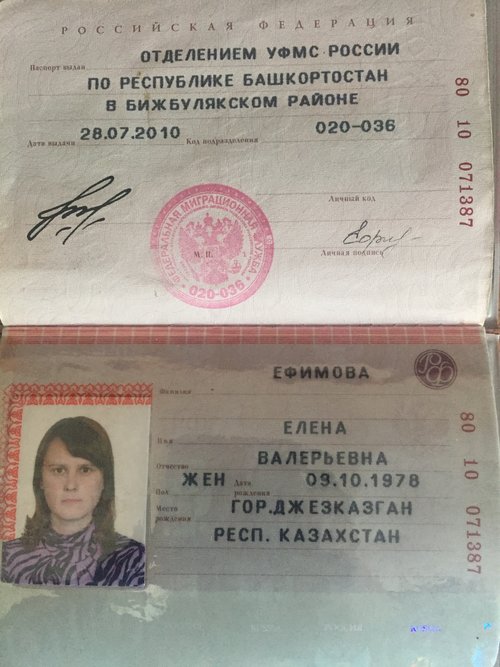 РОССИЙСКАЯ ФЕДЕРАЦИЯ
Паспорт выдан ОТДЕЛЕНИЕМ УФМС РОССИИ
ПО РЕСПУБЛИКЕ БАШКОРТОСТАН
В БИЖБУЛЯКСКОМ РАЙОНЕ
Дата выдачи 28.07.2010 Код подразделения 020-036
80 10 071387
Личный код
ФЕДЕРАЛЬНАЯ МИГРАЦИОННАЯ СЛУЖБА
М. П.
020-036
Личная подпись
ЕФИМОВА
Фамилия
ЕЛЕНА
Имя
ВАЛЕРЬЕВНА
Отчество
Пол ЖЕН Дата рождения 09.10.1978
Место рождения ГОР.ДЖЕЗКАЗГАН
РЕСП. КАЗАХСТАН
80 10 071387
РОССИЯ